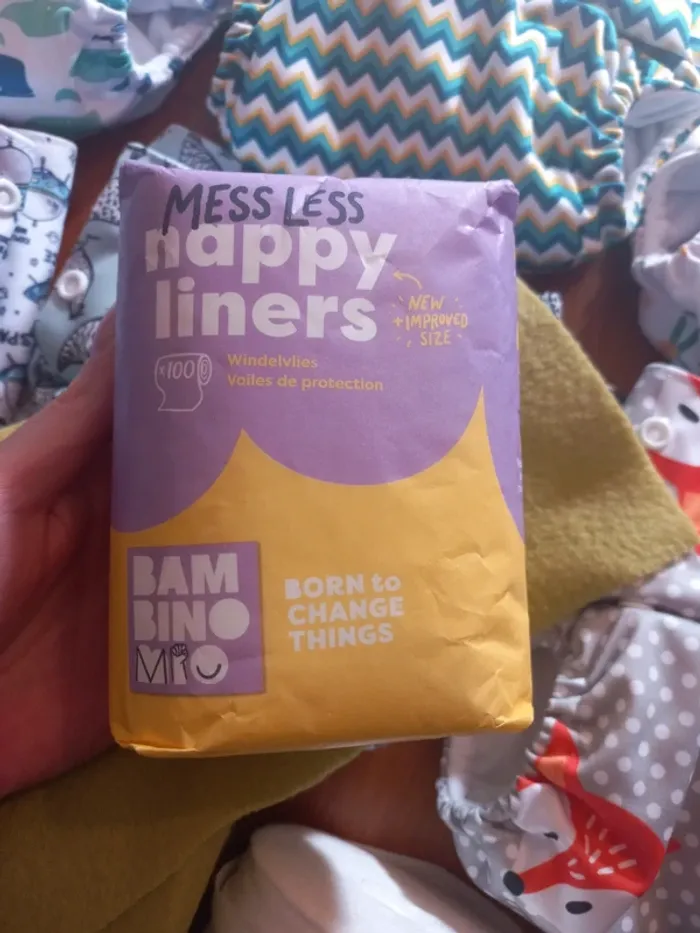 MESS LESS
nappy
liners
NEW
+IMPROVED
SIZE
x100
Windelvlies
Voiles de protection
BAM
BINO
MIO
BORN to
CHANGE
THINGS